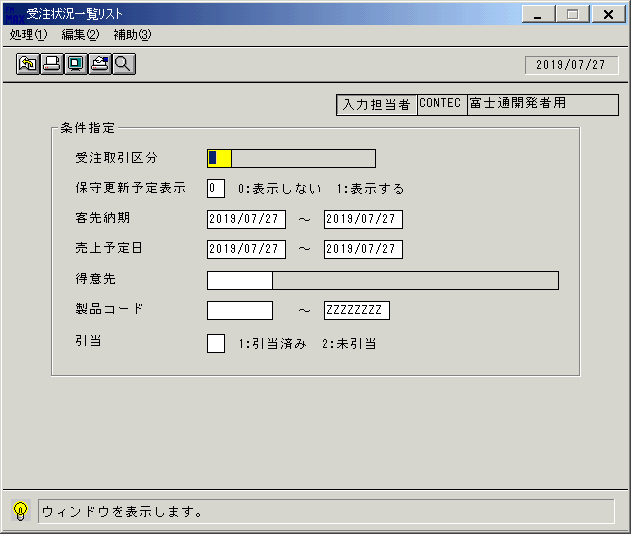 受注状況一覧リスト
処理(1) 編集(2) 補助(3)
2019/07/27
入力担当者 CONTEC 富士通開発者用
条件指定
受注取引区分
保守更新予定表示 0 0:表示しない 1:表示する
客先納期 2019/07/27 ～ 2019/07/27
売上予定日 2019/07/27 ～ 2019/07/27
得意先
製品コード ～ ZZZZZZZZ
引当 1:引当済み 2:未引当
ウィンドウを表示します。